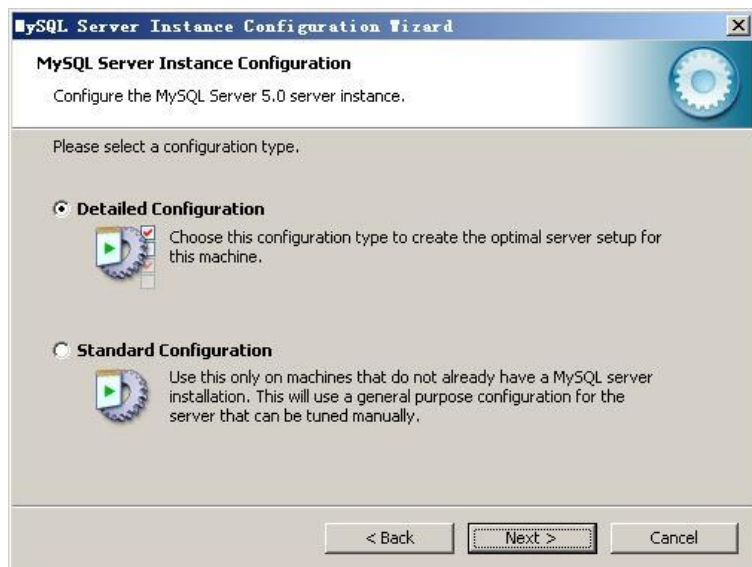 MySQL Server Instance Configuration Wizard
MySQL Server Instance Configuration
Configure the MySQL Server 5.0 server instance.
Please select a configuration type.
Detailed Configuration
Choose this configuration type to create the optimal server setup for
this machine.
Standard Configuration
Use this only on machines that do not already have a MySQL server
installation. This will use a general purpose configuration for the
server that can be tuned manually.
< Back
Next >
Cancel